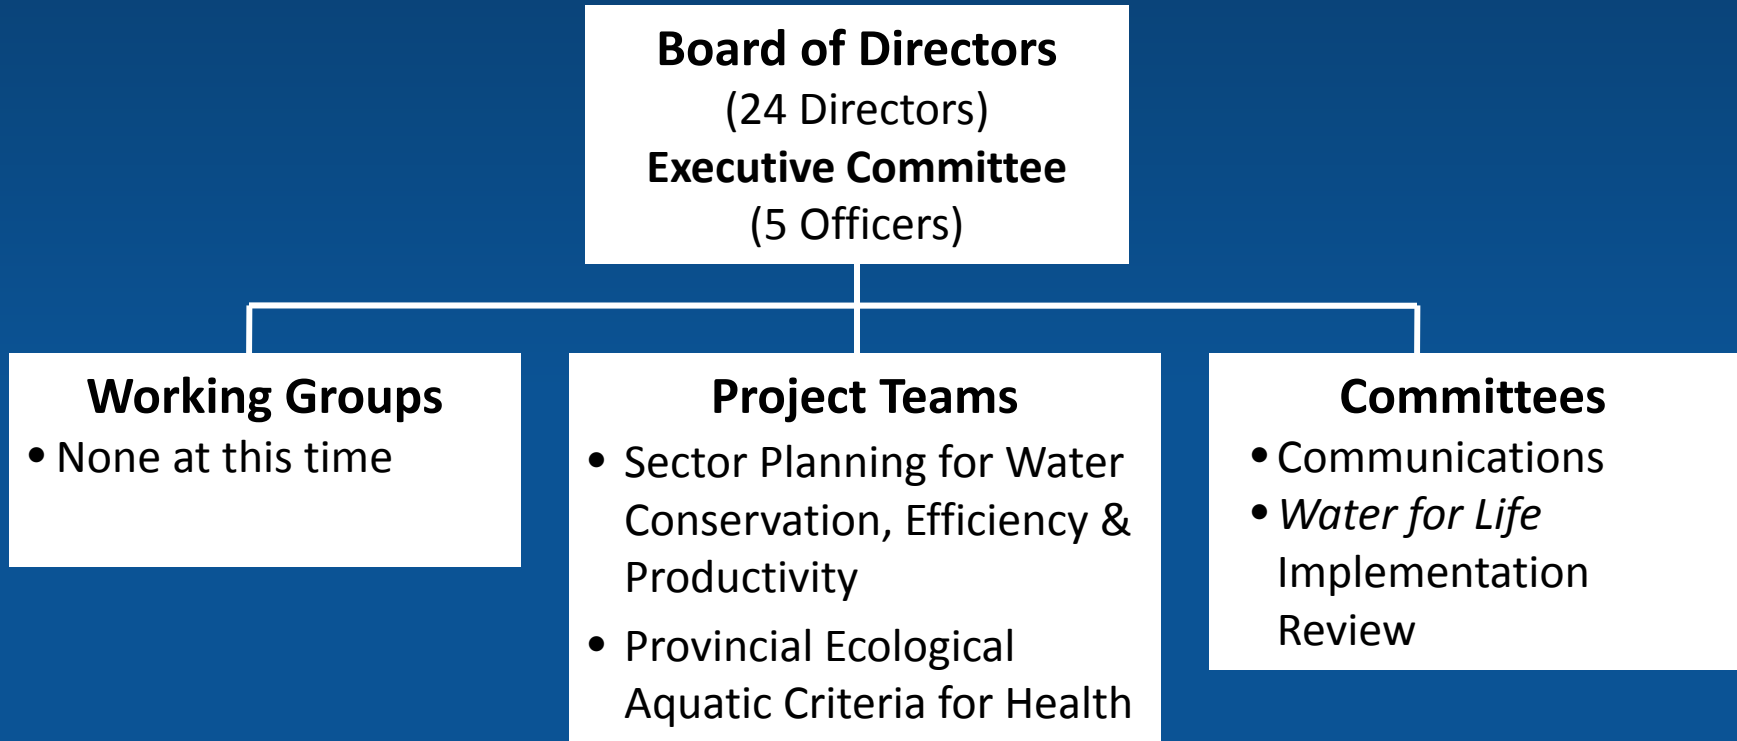 Board of Directors
(24 Directors)
Executive Committee
(5 Officers)
Working Groups
• None at this time
Project Teams
• Sector Planning for Water
Conservation, Efficiency &
Productivity
• Provincial Ecological
Aquatic Criteria for Health
Committees
• Communications
• Water for Life
Implementation
Review